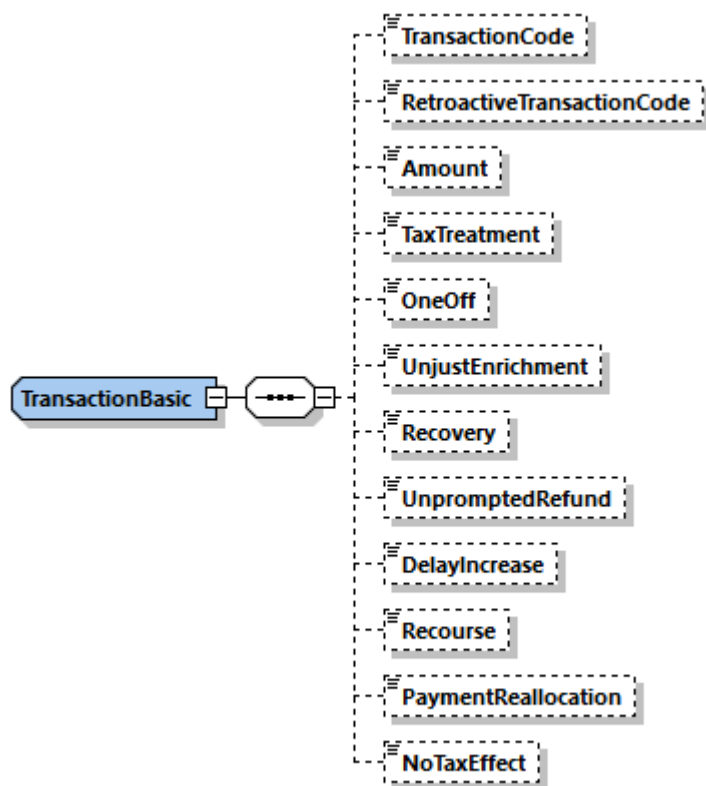 TransactionCode
RetroactiveTransactionCode
Amount
TaxTreatment
OneOff
UnjustEnrichment
TransactionBasic
Recovery
UnpromptedRefund
DelayIncrease
Recourse
PaymentReallocation
NoTaxEffect